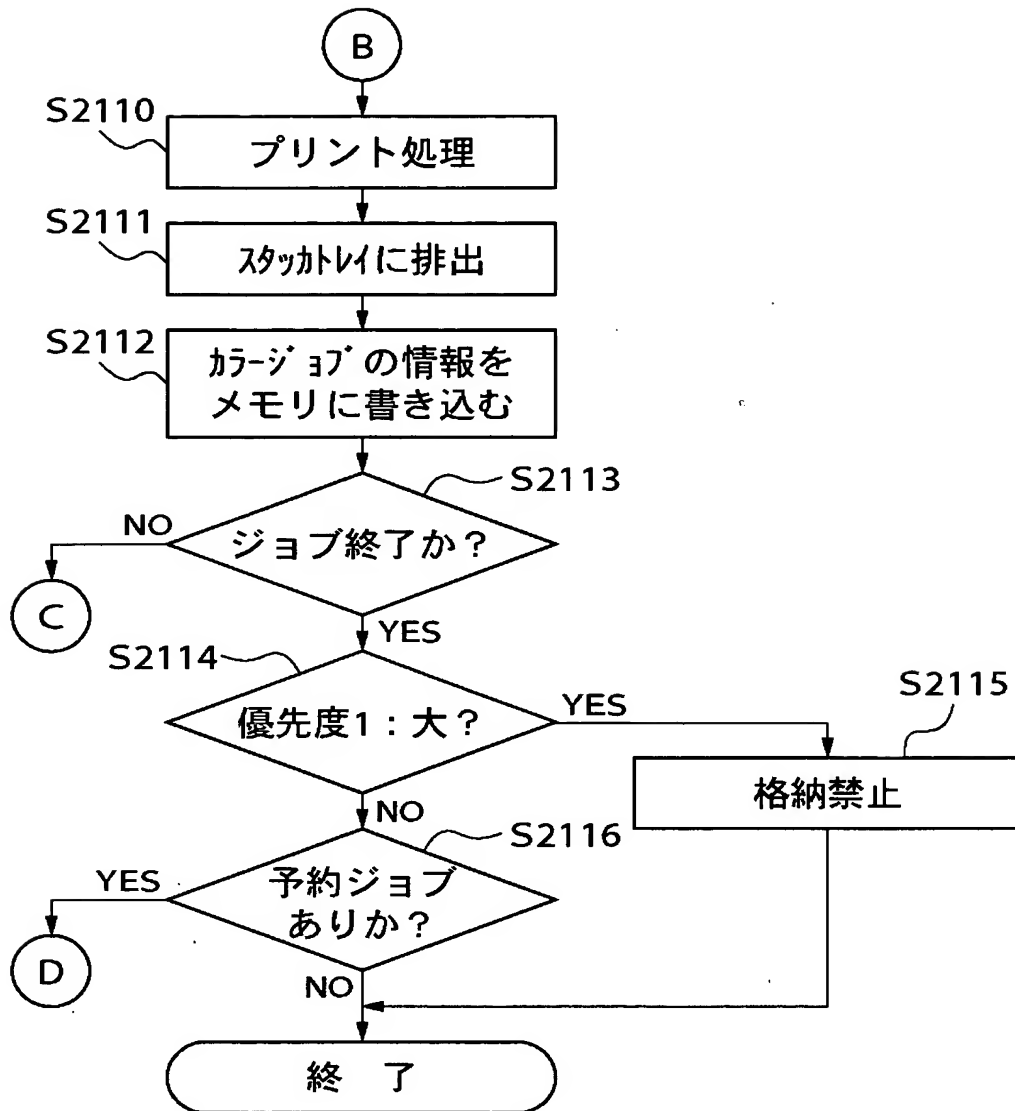 B
S2110
プリント処理
S2111
ｽﾀｯｶﾄﾚｲに排出
S2112
ｶﾗｰｼﾞｮﾌﾞの情報を
メモリに書き込む
S2113
ジョブ終了か？
NO
C
YES
S2114
優先度1：大？
YES
S2115
格納禁止
NO
S2116
予約ジョブ
ありか？
YES
D
NO
終　了